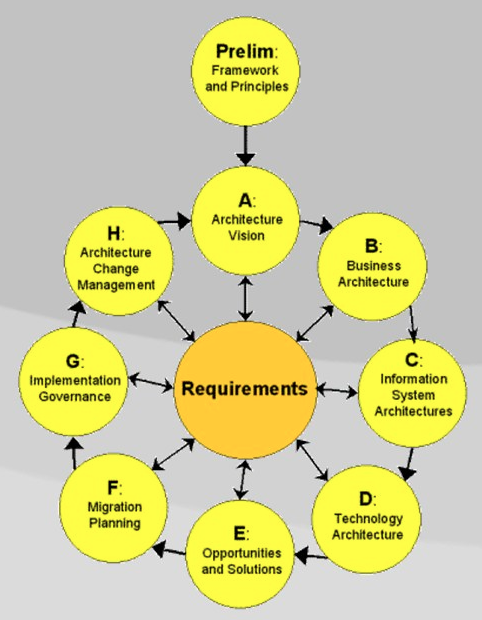 Prelim:
Framework
and Principles
A:
Architecture
Vision
B:
Business
Architecture
C:
Information
System
Architectures
D:
Technology
Architecture
E:
Opportunities
and Solutions
F:
Migration
Planning
G:
Implementation
Governance
H:
Architecture
Change
Management
Requirements